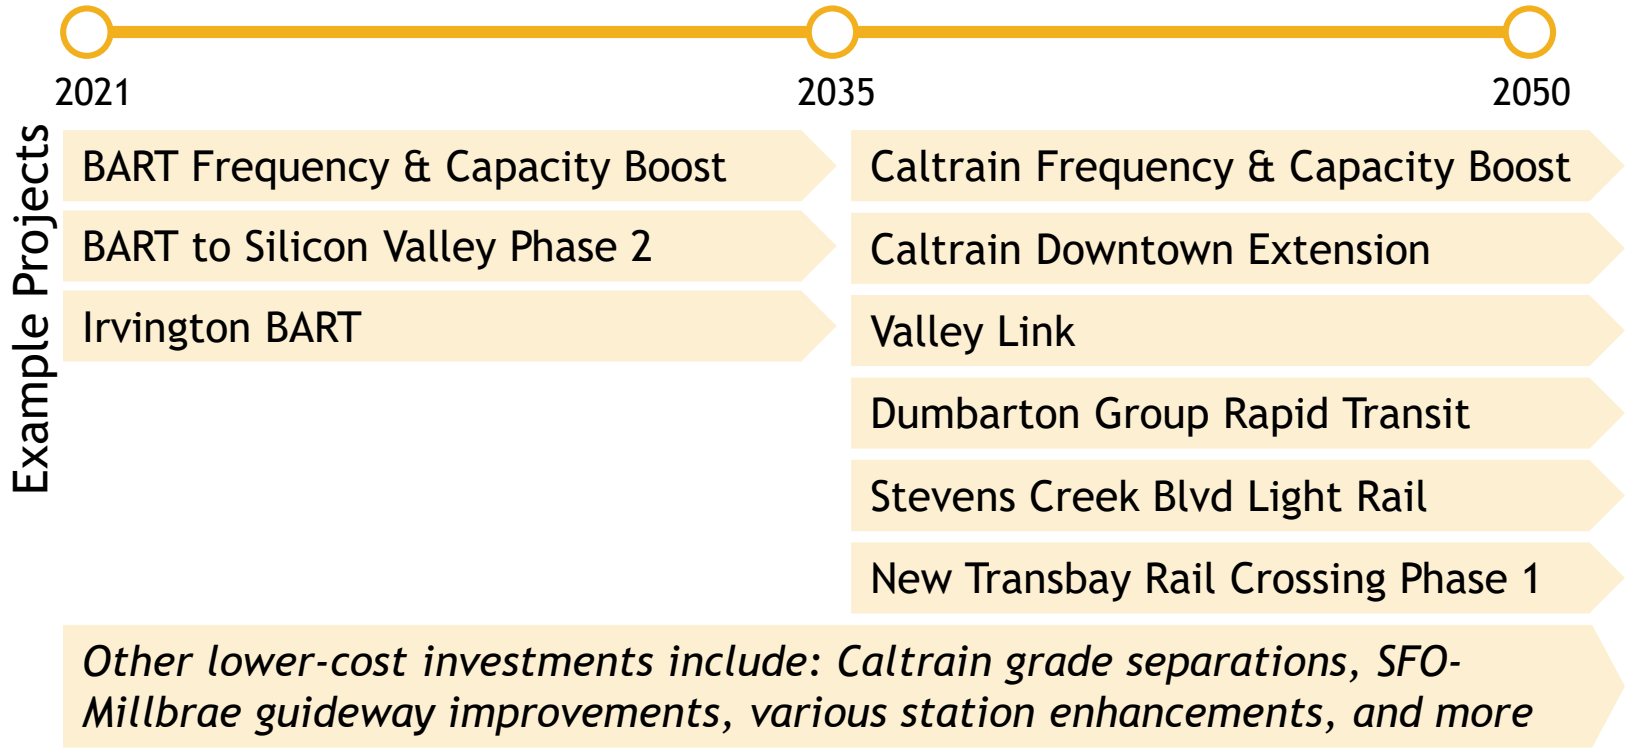 2021
2035
2050
Example Projects
BART Frequency & Capacity Boost
BART to Silicon Valley Phase 2
Irvington BART
Caltrain Frequency & Capacity Boost
Caltrain Downtown Extension
Valley Link
Dumbarton Group Rapid Transit
Stevens Creek Blvd Light Rail
New Transbay Rail Crossing Phase 1
Other lower-cost investments include: Caltrain grade separations, SFO-
Millbrae guideway improvements, various station enhancements, and more